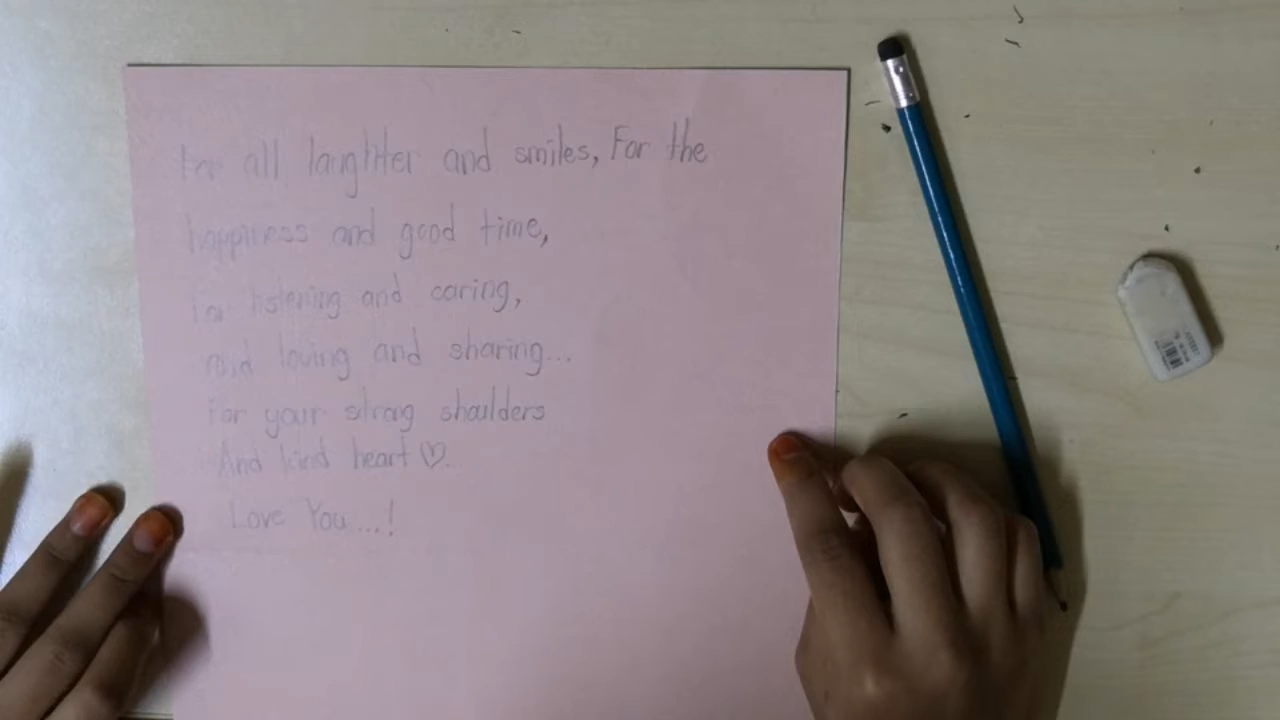 For all laughter and smiles, For the
happiness and good time,
For listening and caring,
and loving and sharing...
For your strong shoulders
And kind heart ♡...
Love You...!